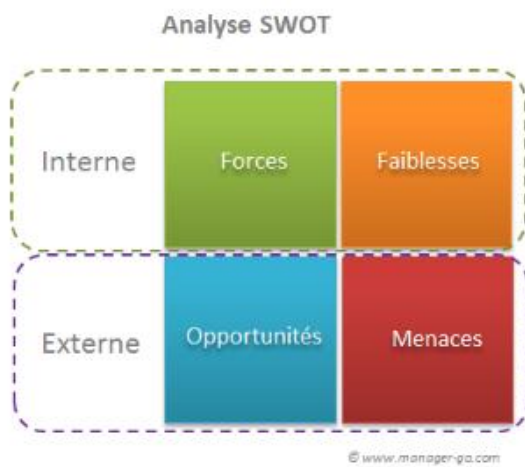 Analyse SWOT
Interne
Forces
Faiblesses
Externe
Opportunités
Menaces
© www.manager-go.com